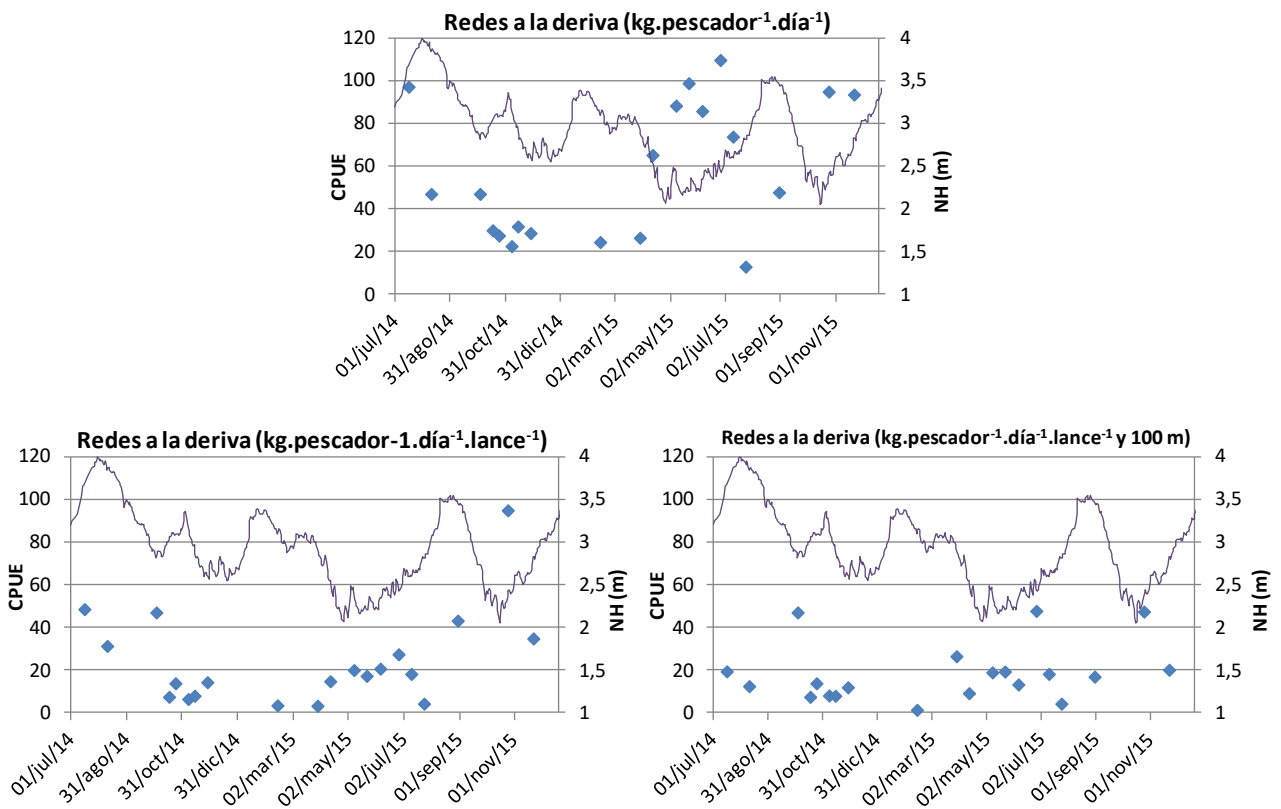 Redes a la deriva (kg.pescador⁻¹.día⁻¹)
120
100
80
60
40
20
0
CPUE
4
3,5
3
2,5
2
1,5
1
NH (m)
01/jul/14
31/ago/14
31/oct/14
31/dic/14
02/mar/15
02/may/15
02/jul/15
01/sep/15
01/nov/15
Redes a la deriva (kg.pescador-1.día⁻¹.lance⁻¹)
120
100
80
60
40
20
0
CPUE
4
3,5
3
2,5
2
1,5
1
NH (m)
01/jul/14
31/ago/14
31/oct/14
31/dic/14
02/mar/15
02/may/15
02/jul/15
01/sep/15
01/nov/15
Redes a la deriva (kg.pescador⁻¹.día⁻¹.lance⁻¹ y 100 m)
120
100
80
60
40
20
0
CPUE
4
3,5
3
2,5
2
1,5
1
NH (m)
01/jul/14
31/ago/14
31/oct/14
31/dic/14
02/mar/15
02/may/15
02/jul/15
01/sep/15
01/nov/15